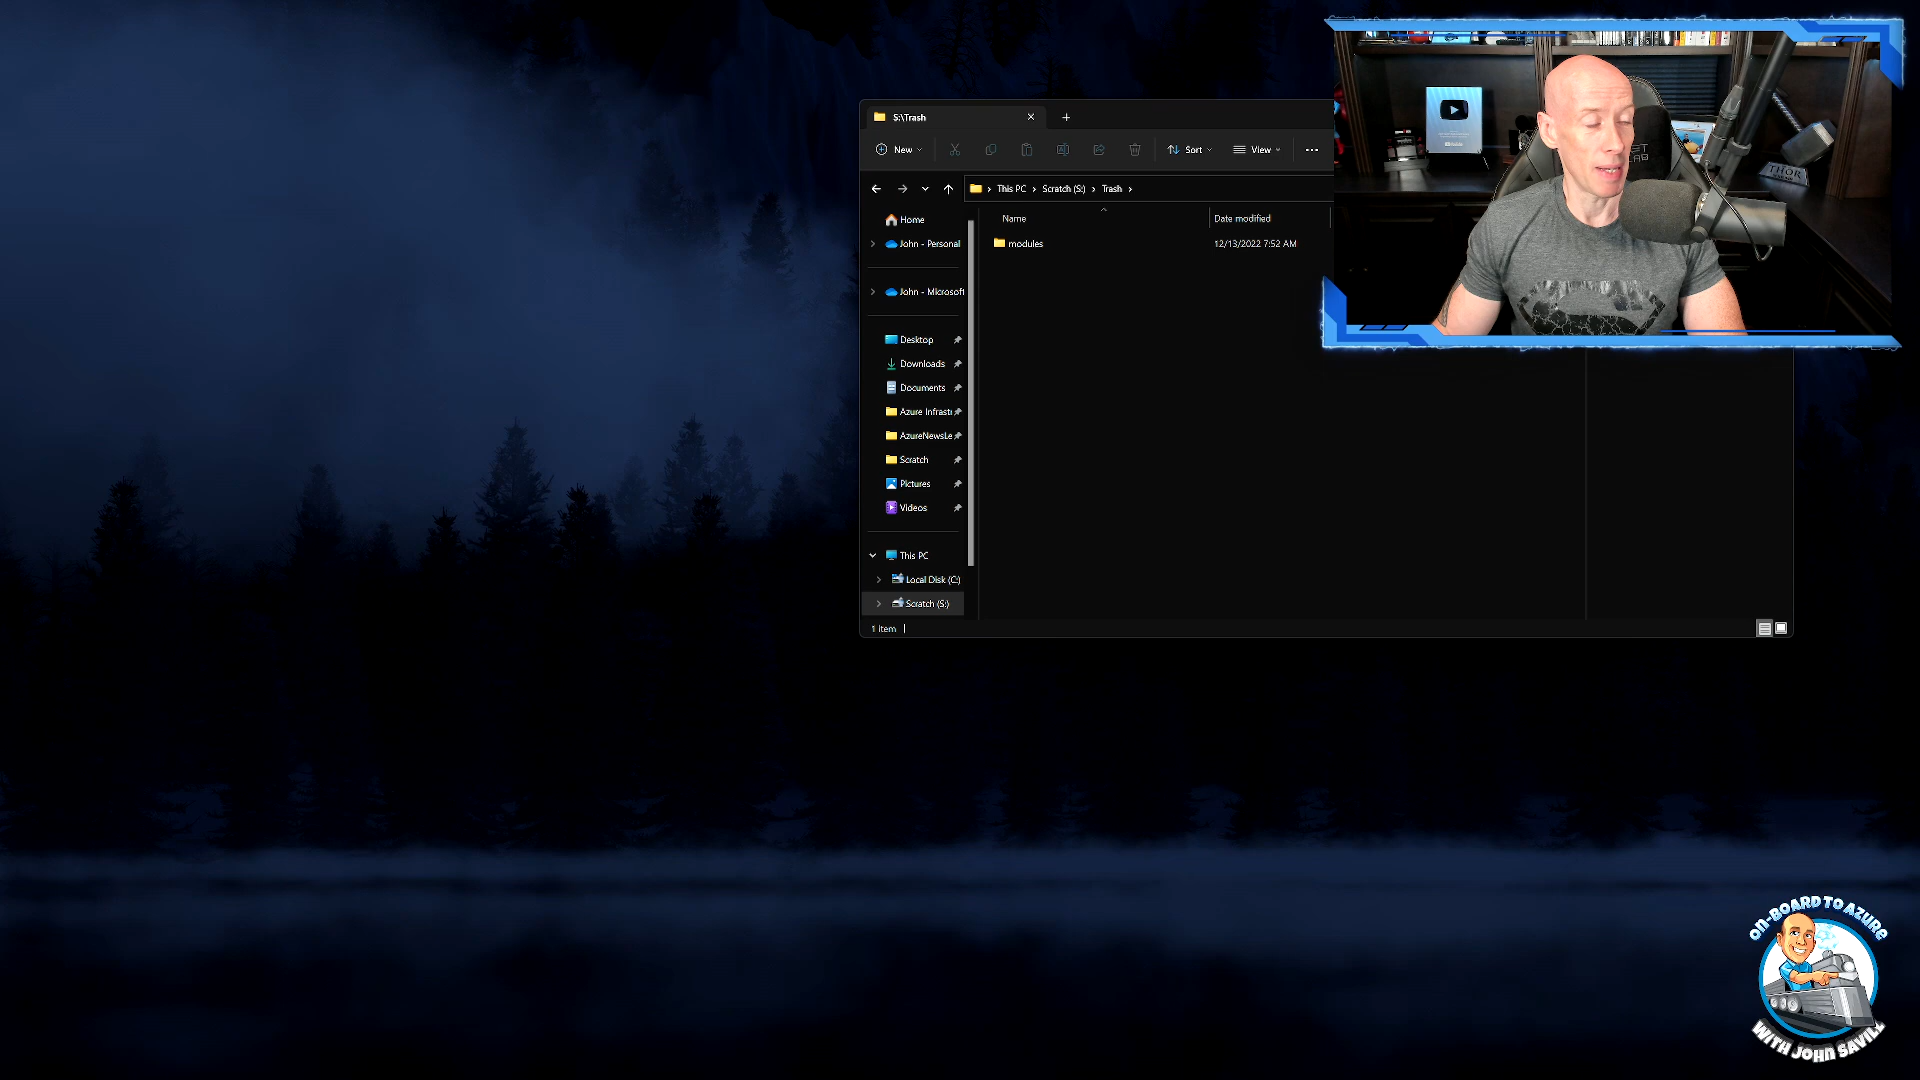 S:\Trash
New
Sort
View
This PC
Scratch (S:)
Trash
Name
Date modified
modules
12/13/2022 7:52 AM
Home
John - Personal
John - Microsoft
Desktop
Downloads
Documents
Azure Infrastr
AzureNewsLe
Scratch
Pictures
Videos
This PC
Local Disk (C:)
Scratch (S:)
1 item
THOR
ON-BOARD TO AZURE
WITH JOHN SAVILL